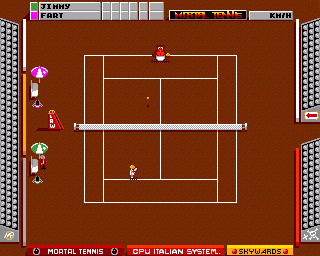 JIMMY
FART
MORTAL TENNIS
KM/H
MORTAL TENNIS
CPU ITALIAN SYSTEM..
SKYWARDS